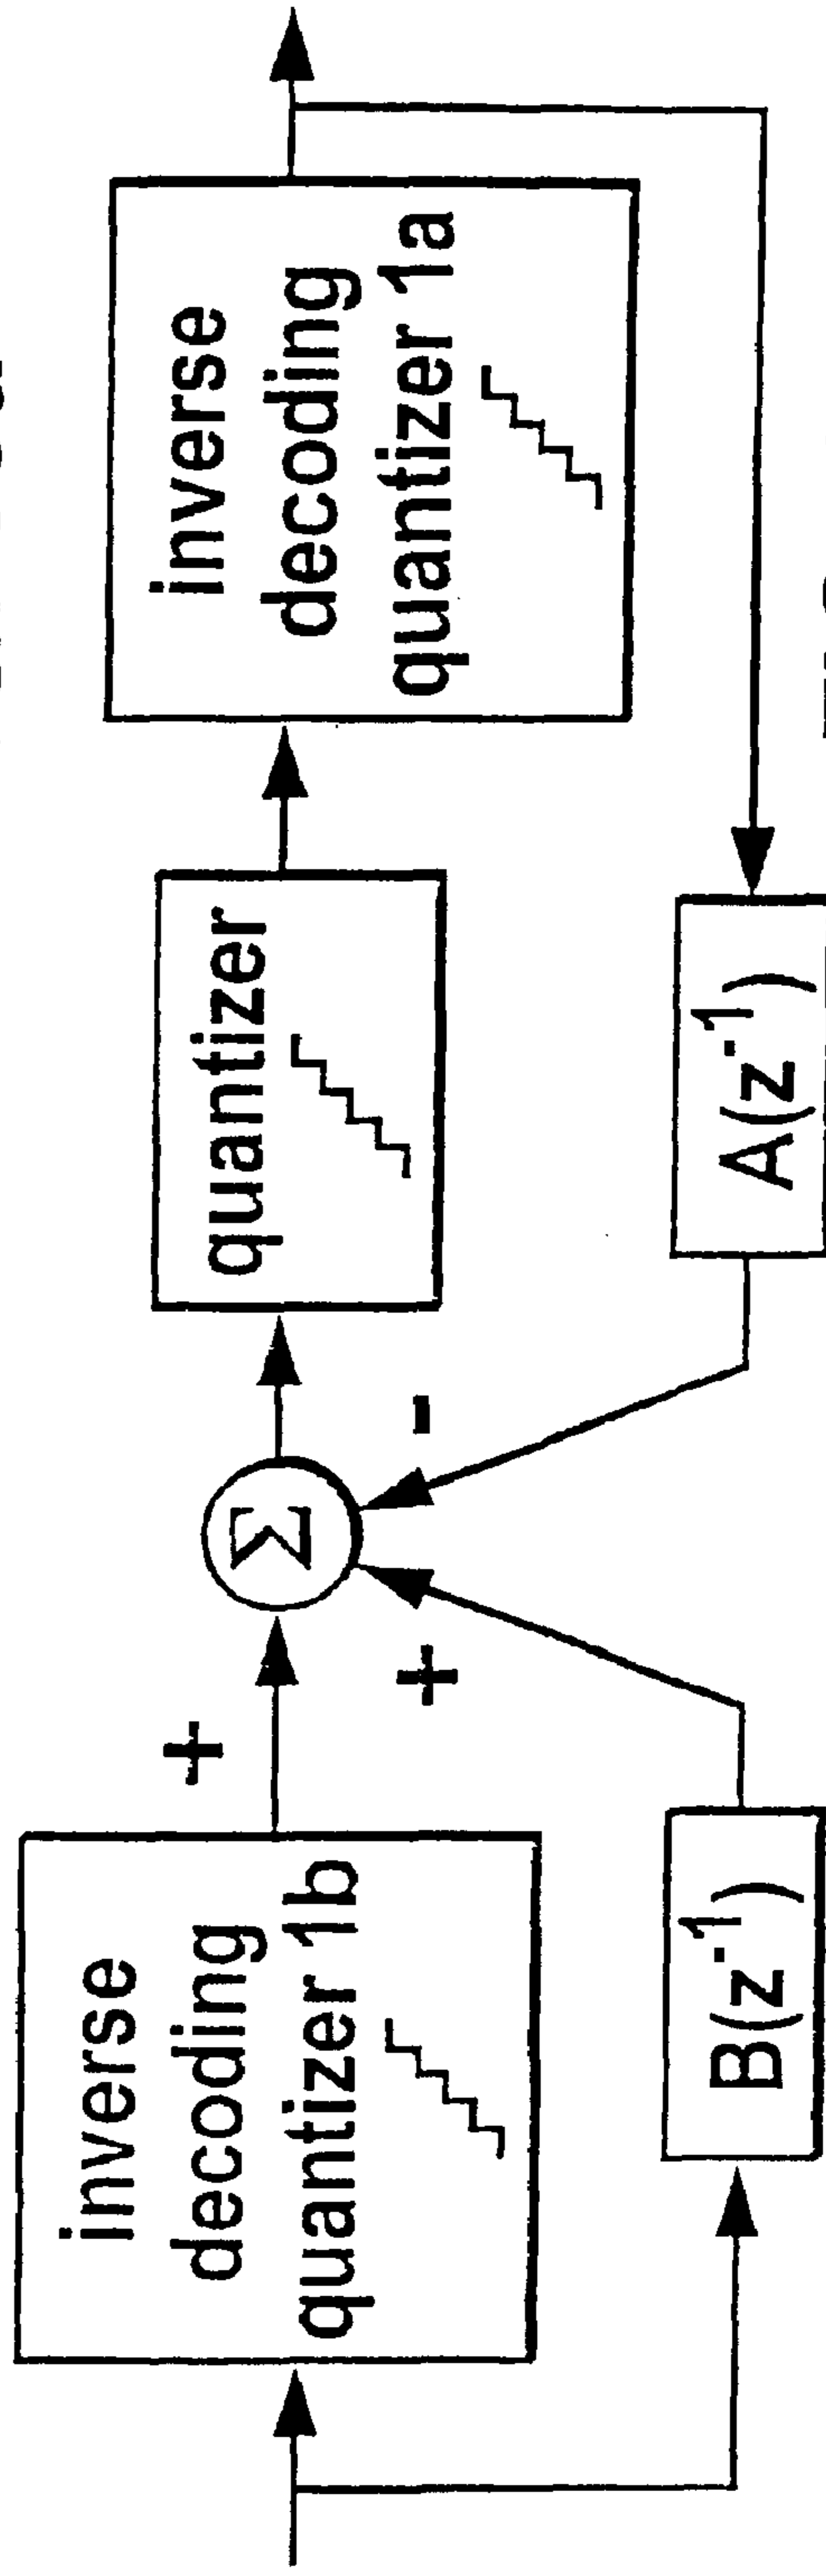 inverse
decoding
quantizer 1b
+
+
Σ
-
quantizer
inverse
decoding
quantizer 1a
B(z⁻¹)
A(z⁻¹)